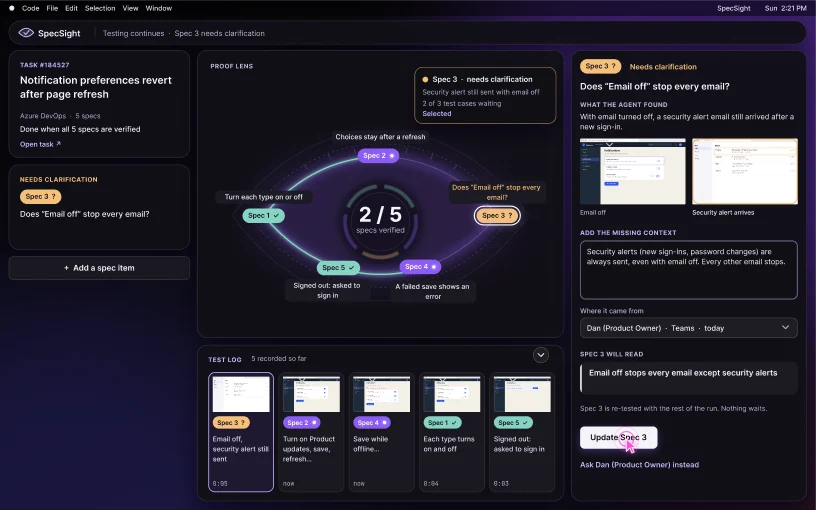 Code File Edit Selection View Window
SpecSight Sun 2:21 PM
SpecSight Testing continues · Spec 3 needs clarification
TASK #184527
Notification preferences revert
after page refresh
Azure DevOps · 5 specs
Done when all 5 specs are verified
Open task ↗
NEEDS CLARIFICATION
Spec 3 ?
Does “Email off” stop every email?
+ Add a spec item
PROOF LENS
Spec 3 · needs clarification
Security alert still sent with email off
2 of 3 test cases waiting
Selected
Choices stay after a refresh
Spec 2
Turn each type on or off
Spec 1 ✓
Does “Email off” stop every
email?
Spec 3 ?
2 / 5
specs verified
Spec 5 ✓
Signed out: asked to
sign in
Spec 4
A failed save shows an
error
TEST LOG 5 recorded so far
Spec 3 ?
Email off,
security alert still
sent
0:05
Spec 2
Turn on Product
updates, save,
refresh…
now
Spec 4
Save while
offline…
now
Spec 1 ✓
Each type turns
on and off
0:04
Spec 5 ✓
Signed out:
asked to sign in
0:03
Spec 3 ? Needs clarification
Does “Email off” stop every email?
WHAT THE AGENT FOUND
With email turned off, a security alert email still arrived after a
new sign-in.
Email off
Security alert arrives
ADD THE MISSING CONTEXT
Security alerts (new sign-ins, password changes) are
always sent, even with email off. Every other email stops.
Where it came from
Dan (Product Owner) · Teams · today
SPEC 3 WILL READ
Email off stops every email except security alerts
Spec 3 is re-tested with the rest of the run. Nothing waits.
Update Spec 3
Ask Dan (Product Owner) instead